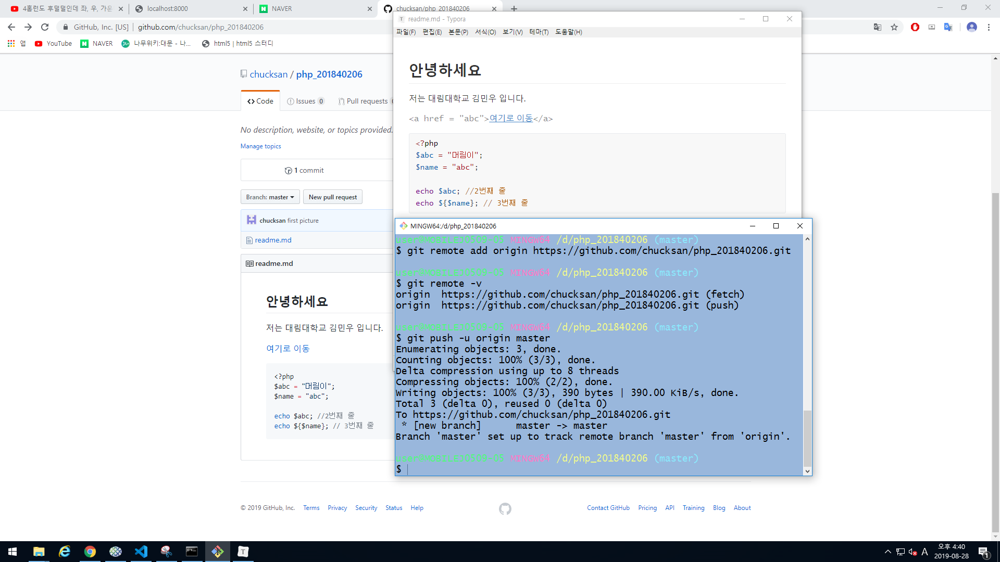 4홀런도 후덜덜인데 좌, 우, 가운
localhost:8000
NAVER
chucksan/php_201840206
GitHub, Inc. [US]
github.com/chucksan/php_201840206
앱
YouTube
NAVER
나무위키:대문 - 나...
html5 | html5 스터디
chucksan / php_201840206
Code
Issues 0
Pull requests
No description, website, or topics provided.
Manage topics
1 commit
Branch: master
New pull request
chucksan first picture
readme.md
readme.md
안녕하세요
저는 대림대학교 김민우 입니다.
여기로 이동
<?php
$abc = "머림이";
$name = "abc";
echo $abc; //2번째 줄
echo ${$name}; // 3번째 줄
© 2019 GitHub, Inc.
Terms
Privacy
Security
Status
Help
Contact GitHub
Pricing
API
Training
Blog
About
readme.md - Typora
파일(F)
편집(E)
본문(P)
서식(O)
보기(V)
테마(T)
도움말(H)
안녕하세요
저는 대림대학교 김민우 입니다.
<a href = "abc">여기로 이동</a>
<?php
$abc = "머림이";
$name = "abc";
echo $abc; //2번째 줄
echo ${$name}; // 3번째 줄
MINGW64:/d/php_201840206
user@MOBILEJ0509-05 MINGW64 /d/php_201840206 (master)
$ git remote add origin https://github.com/chucksan/php_201840206.git
user@MOBILEJ0509-05 MINGW64 /d/php_201840206 (master)
$ git remote -v
origin  https://github.com/chucksan/php_201840206.git (fetch)
origin  https://github.com/chucksan/php_201840206.git (push)
user@MOBILEJ0509-05 MINGW64 /d/php_201840206 (master)
$ git push -u origin master
Enumerating objects: 3, done.
Counting objects: 100% (3/3), done.
Delta compression using up to 8 threads
Compressing objects: 100% (2/2), done.
Writing objects: 100% (3/3), 390 bytes | 390.00 KiB/s, done.
Total 3 (delta 0), reused 0 (delta 0)
To https://github.com/chucksan/php_201840206.git
 * [new branch]      master -> master
Branch 'master' set up to track remote branch 'master' from 'origin'.
user@MOBILEJ0509-05 MINGW64 /d/php_201840206 (master)
$
T
A
오후 4:40
2019-08-28
1